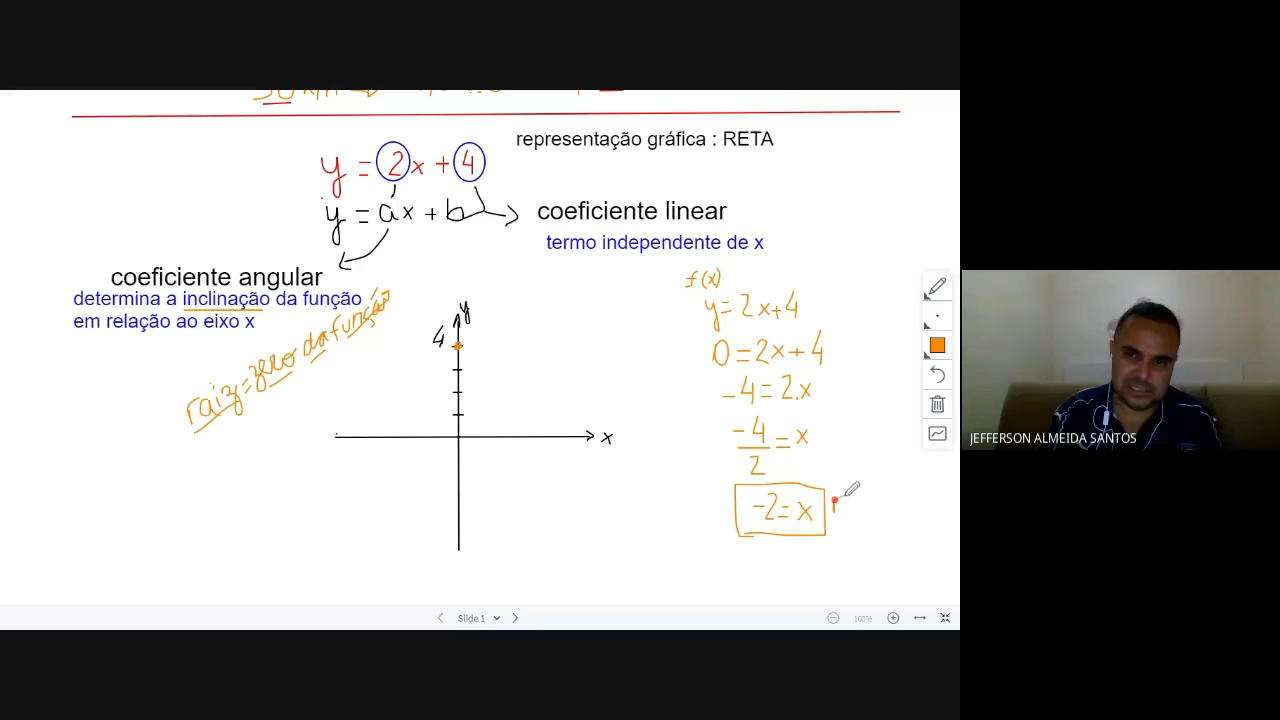 representação gráfica : RETA
y = 2x + 4
y = ax + b
coeficiente linear
termo independente de x
coeficiente angular
determina a inclinação da função
em relação ao eixo x
raiz = zero da função
y
4
x
f(x)
y = 2x+4
0 = 2x+4
-4 = 2.x
-4
2
= x
-2 = x
JEFFERSON ALMEIDA SANTOS
Slide 1
100%